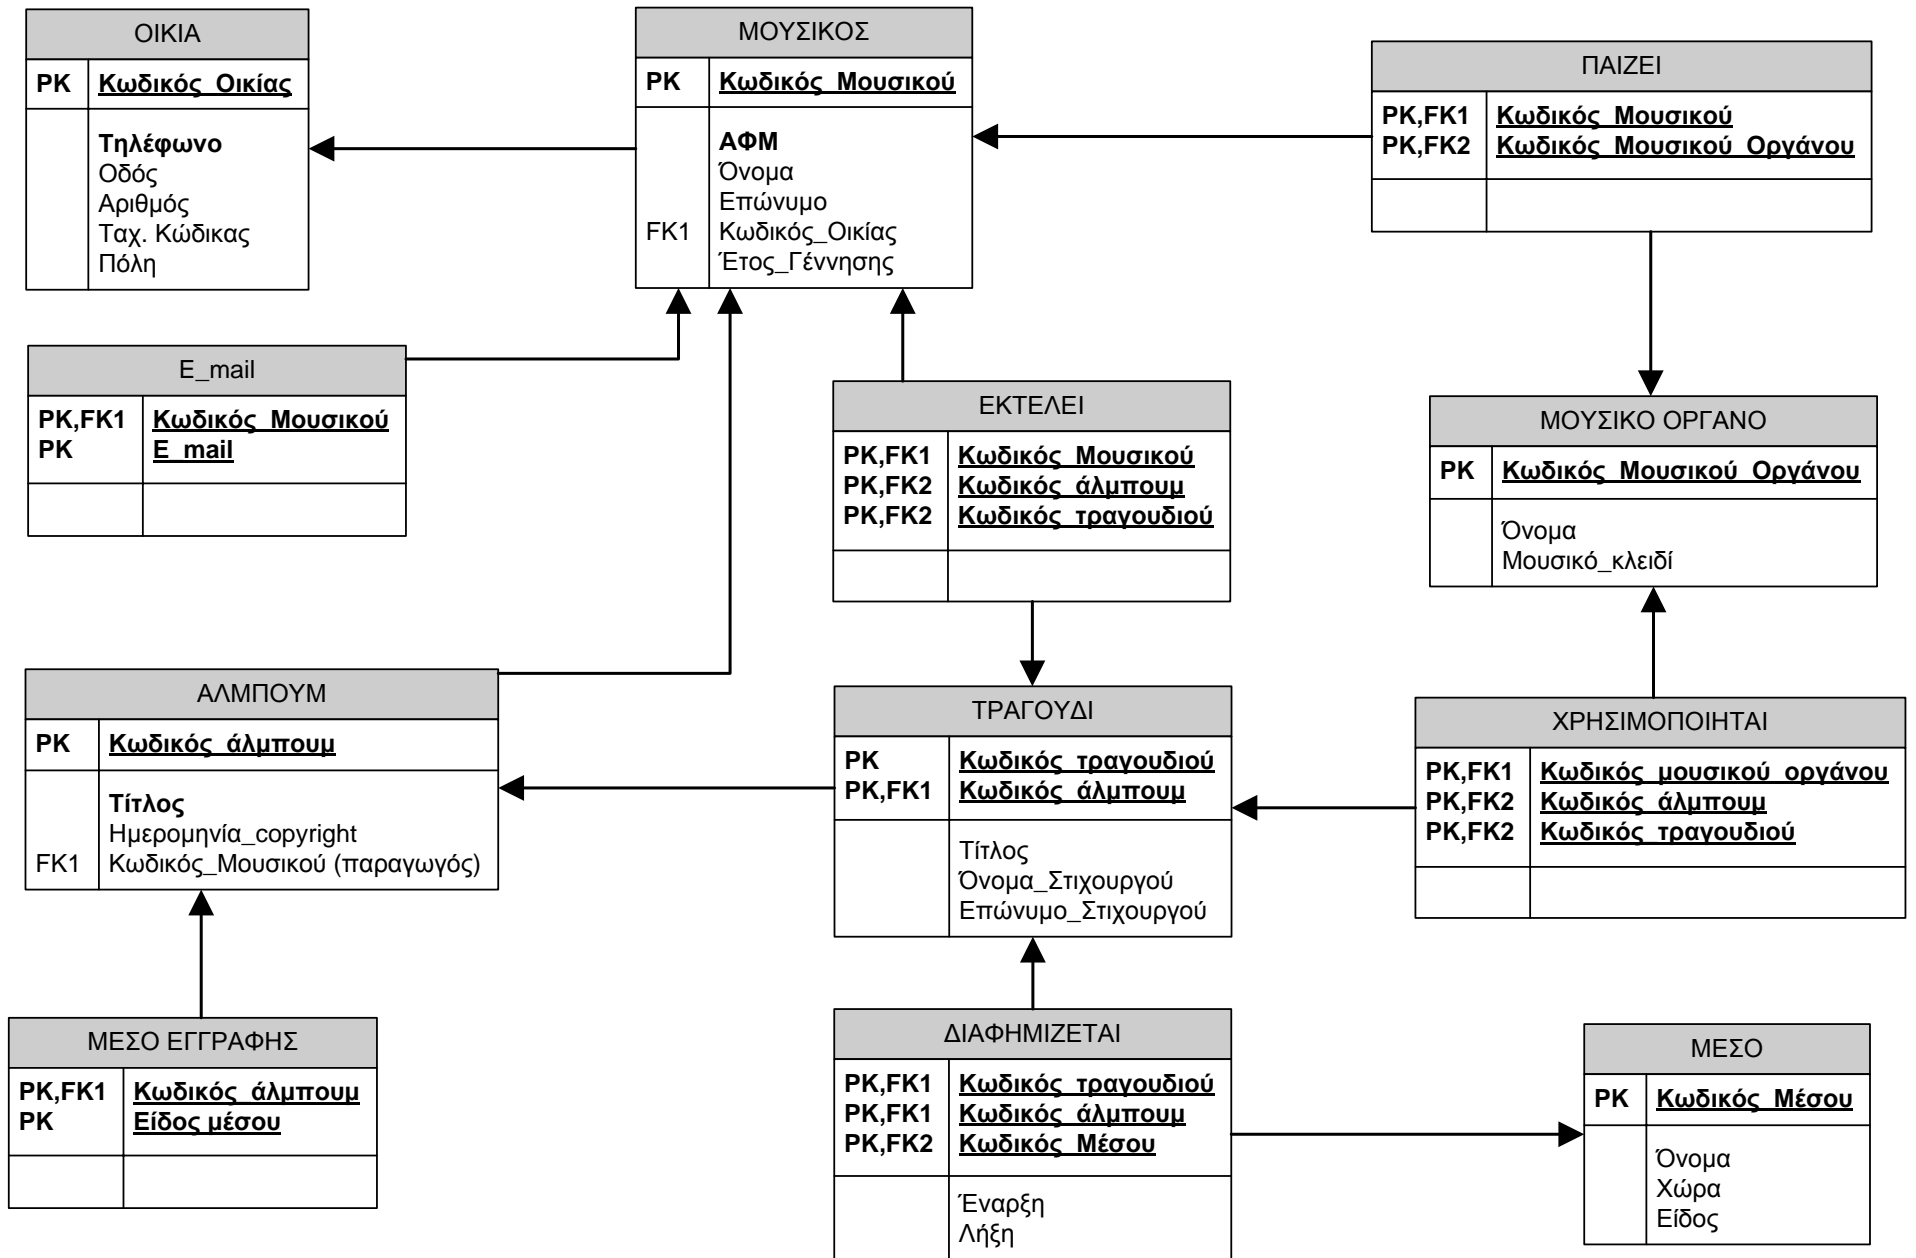 ΟΙΚΙΑ
PK Κωδικός_Οικίας
Τηλέφωνο
Οδός
Αριθμός
Ταχ. Κώδικας
Πόλη
ΜΟΥΣΙΚΟΣ
PK Κωδικός_Μουσικού
ΑΦΜ
Όνομα
Επώνυμο
FK1 Κωδικός_Οικίας
Έτος_Γέννησης
ΠΑΙΖΕΙ
PK,FK1 Κωδικός_Μουσικού
PK,FK2 Κωδικός_Μουσικού_Οργάνου
E_mail
PK,FK1 Κωδικός_Μουσικού
PK E_mail
ΕΚΤΕΛΕΙ
PK,FK1 Κωδικός_Μουσικού
PK,FK2 Κωδικός_άλμπουμ
PK,FK2 Κωδικός_τραγουδιού
ΜΟΥΣΙΚΟ ΟΡΓΑΝΟ
PK Κωδικός_Μουσικού_Οργάνου
Όνομα
Μουσικό_κλειδί
ΑΛΜΠΟΥΜ
PK Κωδικός_άλμπουμ
Τίτλος
Ημερομηνία_copyright
FK1 Κωδικός_Μουσικού (παραγωγός)
ΤΡΑΓΟΥΔΙ
PK Κωδικός_τραγουδιού
PK,FK1 Κωδικός_άλμπουμ
Τίτλος
Όνομα_Στιχουργού
Επώνυμο_Στιχουργού
ΧΡΗΣΙΜΟΠΟΙΗΤΑΙ
PK,FK1 Κωδικός_μουσικού_οργάνου
PK,FK2 Κωδικός_άλμπουμ
PK,FK2 Κωδικός_τραγουδιού
ΜΕΣΟ ΕΓΓΡΑΦΗΣ
PK,FK1 Κωδικός_άλμπουμ
PK Είδος μέσου
ΔΙΑΦΗΜΙΖΕΤΑΙ
PK,FK1 Κωδικός_τραγουδιού
PK,FK1 Κωδικός_άλμπουμ
PK,FK2 Κωδικός_Μέσου
Έναρξη
Λήξη
ΜΕΣΟ
PK Κωδικός_Μέσου
Όνομα
Χώρα
Είδος